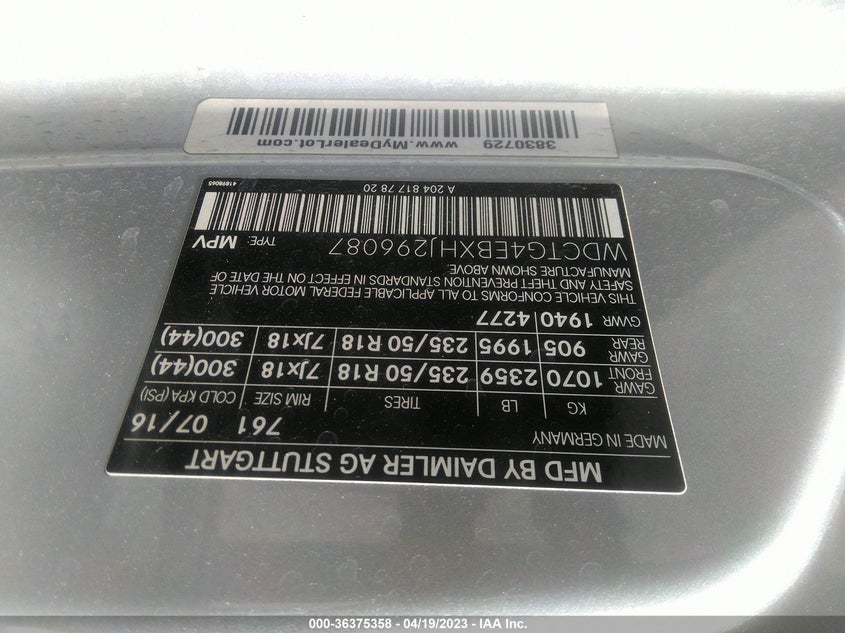 MFD BY DAIMLER AG STUTTGART
MADE IN GERMANY 761 07/16
KG LB TIRES RIM SIZE COLD KPA (PSI)
GAWR FRONT 1070 2359 235/50 R18 7Jx18 300(44)
GAWR REAR 905 1995 235/50 R18 7Jx18 300(44)
GVWR 1940 4277
THIS VEHICLE CONFORMS TO ALL APPLICABLE FEDERAL MOTOR VEHICLE
SAFETY AND THEFT PREVENTION STANDARDS IN EFFECT ON THE DATE OF
MANUFACTURE SHOWN ABOVE.
WDCTG4EBXHJ296087 TYPE: MPV
A 204 817 78 20 41898065
www.MyDealerLot.com
3830729
000-36375358 - 04/19/2023 - IAA Inc.